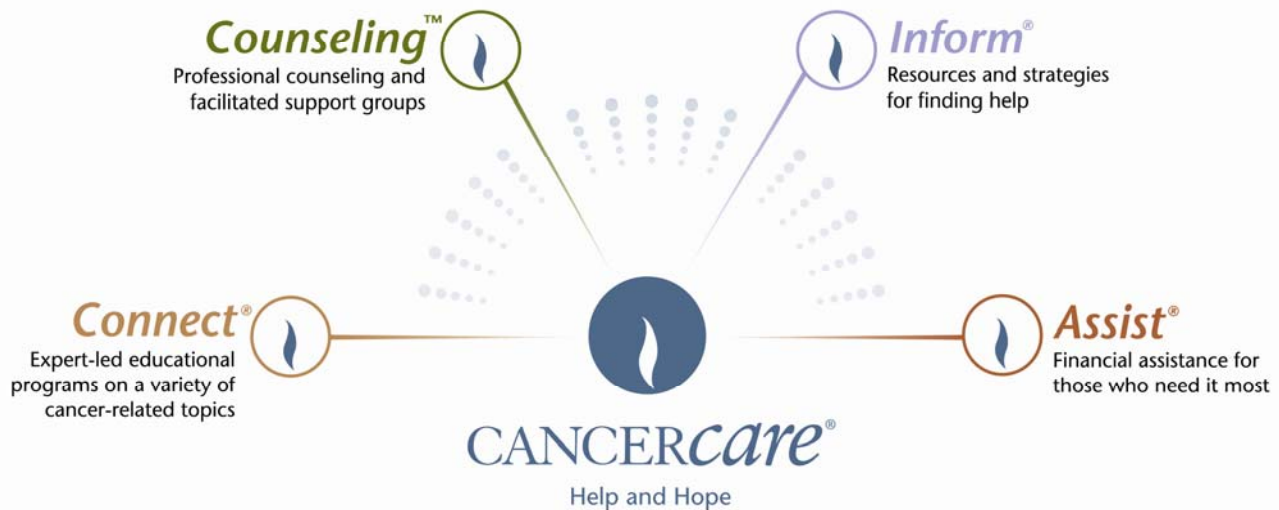 Counseling™
Professional counseling and
facilitated support groups
Inform®
Resources and strategies
for finding help
Connect®
Expert-led educational
programs on a variety of
cancer-related topics
Assist®
Financial assistance for
those who need it most
CANCERcare®
Help and Hope